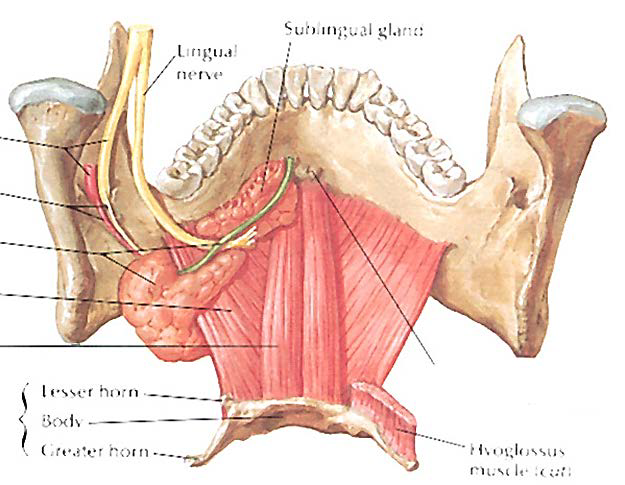 Sublingual gland
Lingual
nerve
Lesser horn
Body
Greater horn
Hyoglossus
muscle (cut)